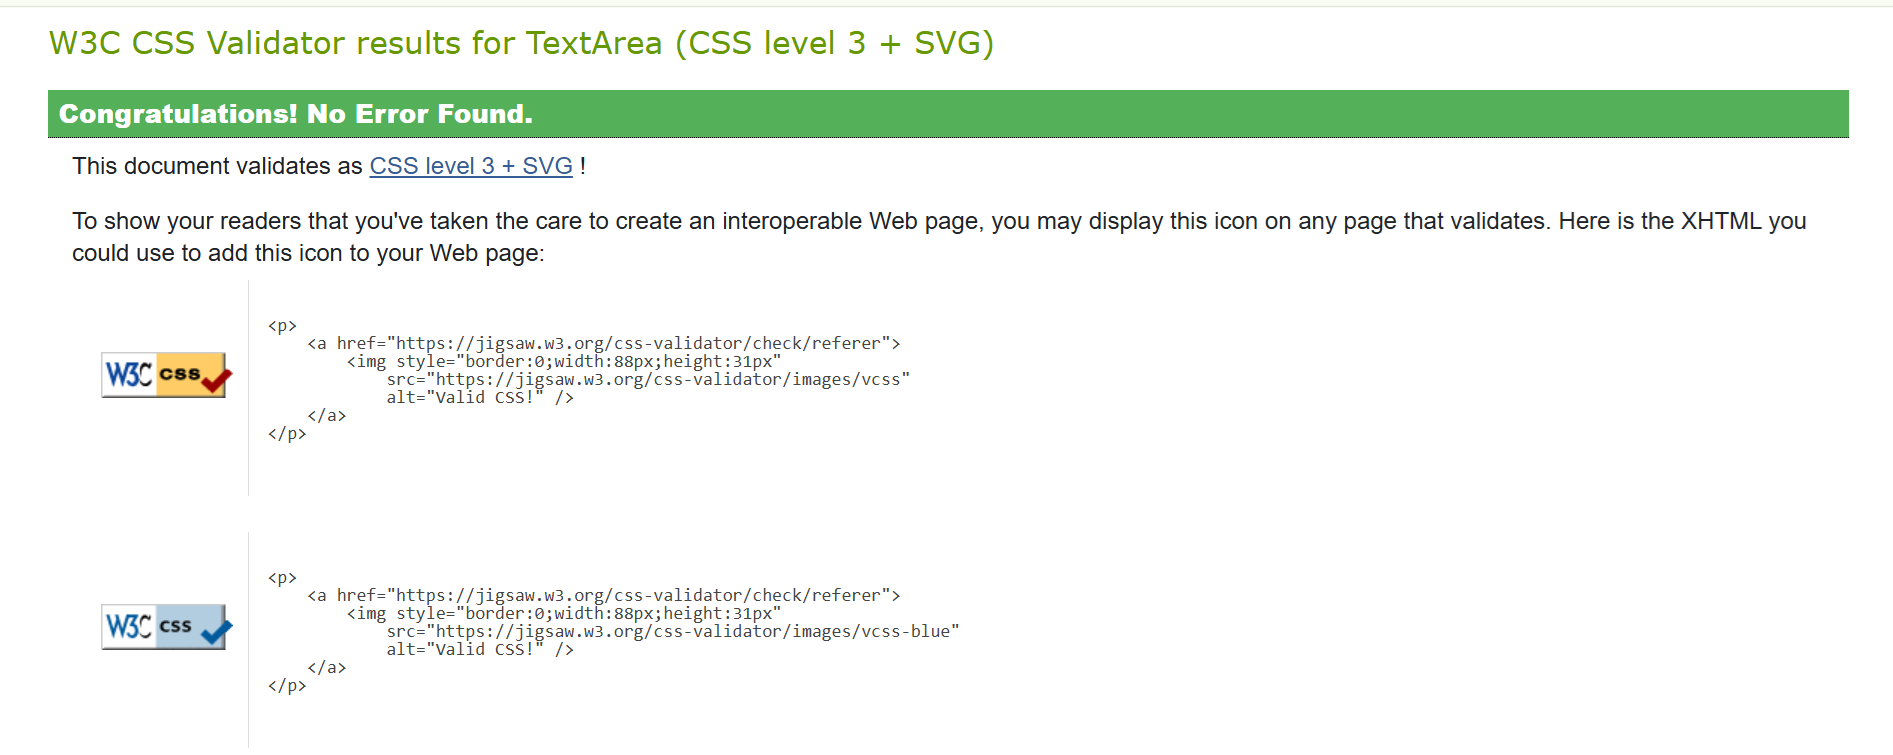 W3C CSS Validator results for TextArea (CSS level 3 + SVG)
Congratulations! No Error Found.
This document validates as CSS level 3 + SVG !
To show your readers that you've taken the care to create an interoperable Web page, you may display this icon on any page that validates. Here is the XHTML you
could use to add this icon to your Web page:
W3C css
<p>
    <a href="https://jigsaw.w3.org/css-validator/check/referer">
        <img style="border:0;width:88px;height:31px"
            src="https://jigsaw.w3.org/css-validator/images/vcss"
            alt="Valid CSS!" />
    </a>
</p>
W3C css
<p>
    <a href="https://jigsaw.w3.org/css-validator/check/referer">
        <img style="border:0;width:88px;height:31px"
            src="https://jigsaw.w3.org/css-validator/images/vcss-blue"
            alt="Valid CSS!" />
    </a>
</p>